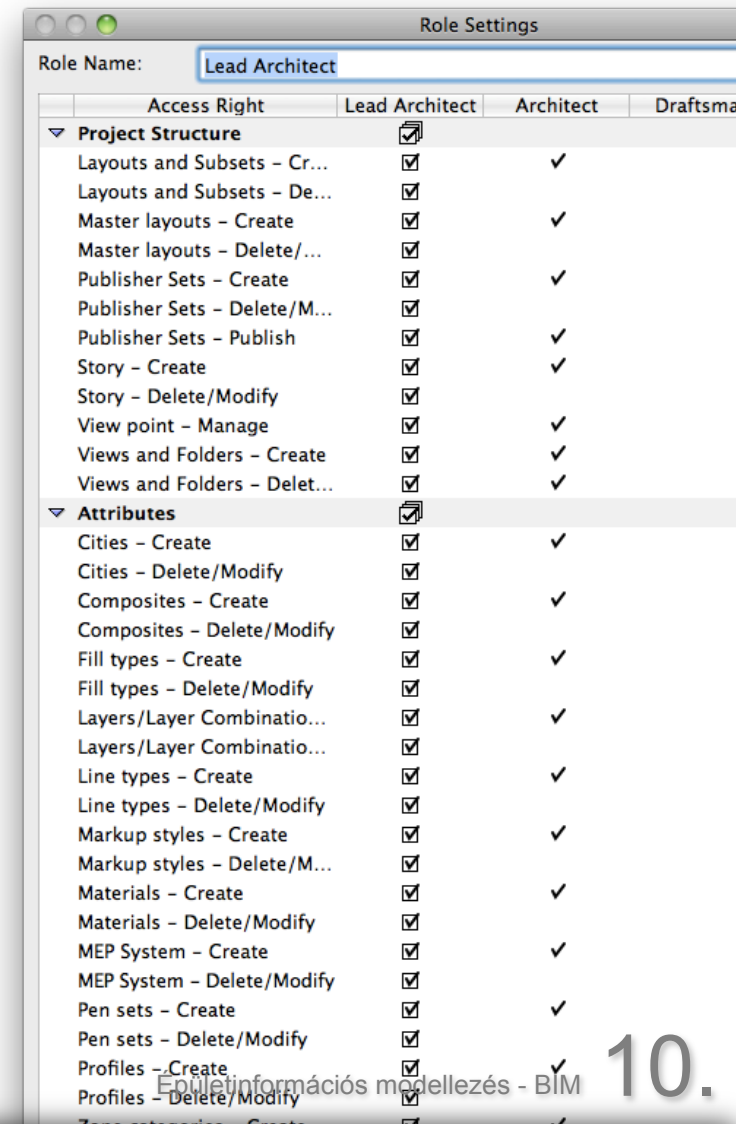 Role Settings
Role Name: Lead Architect
Access Right Lead Architect Architect Draftsma
Project Structure
Layouts and Subsets – Cr...
Layouts and Subsets – De...
Master layouts – Create
Master layouts – Delete/...
Publisher Sets – Create
Publisher Sets – Delete/M...
Publisher Sets – Publish
Story – Create
Story – Delete/Modify
View point – Manage
Views and Folders – Create
Views and Folders – Delet...
Attributes
Cities – Create
Cities – Delete/Modify
Composites – Create
Composites – Delete/Modify
Fill types – Create
Fill types – Delete/Modify
Layers/Layer Combinatio...
Layers/Layer Combinatio...
Line types – Create
Line types – Delete/Modify
Markup styles – Create
Markup styles – Delete/M...
Materials – Create
Materials – Delete/Modify
MEP System – Create
MEP System – Delete/Modify
Pen sets – Create
Pen sets – Delete/Modify
Profiles – Create
Épületinformációs modellezés - BIM 10.
Profiles – Delete/Modify
Zone categories – Create